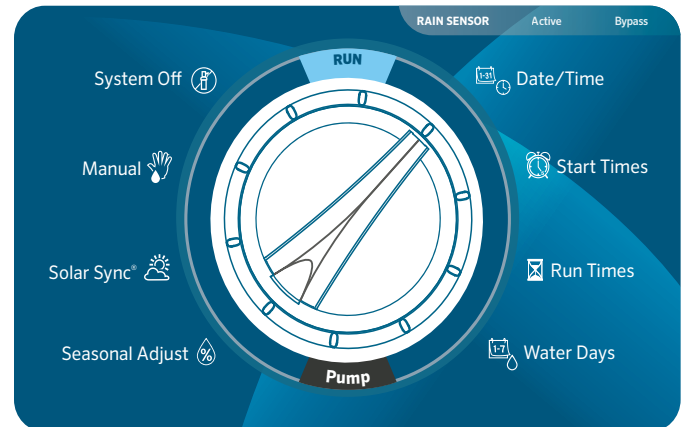 RAIN SENSOR Active Bypass
RUN
System Off
1-31 Date/Time
Manual
Start Times
Solar Sync®
Run Times
Seasonal Adjust
%
1-7 Water Days
Pump